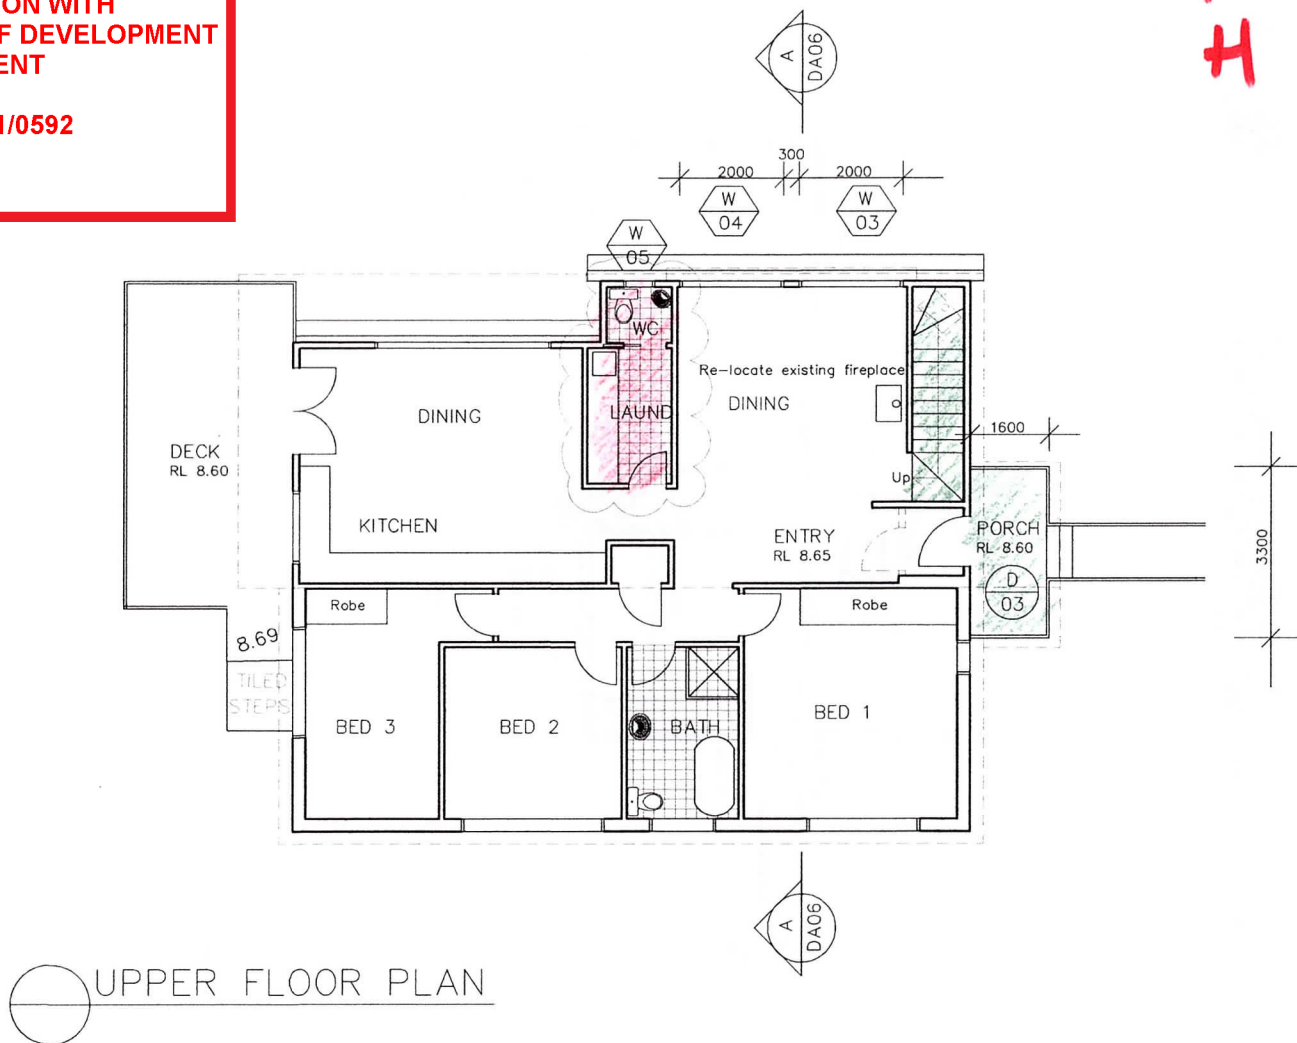 ON WITH
F DEVELOPMENT
ENT
/0592
H
A
DA06
300
2000
2000
W
04
W
03
W
05
WC
Re-locate existing fireplace
DINING
DINING
LAUND
DECK
RL 8.60
1600
Up
KITCHEN
ENTRY
RL 8.65
PORCH
RL 8.60
3300
D
03
Robe
Robe
8.69
TILED
STEPS
BED 3
BED 2
BATH
BED 1
A
DA06
UPPER FLOOR PLAN